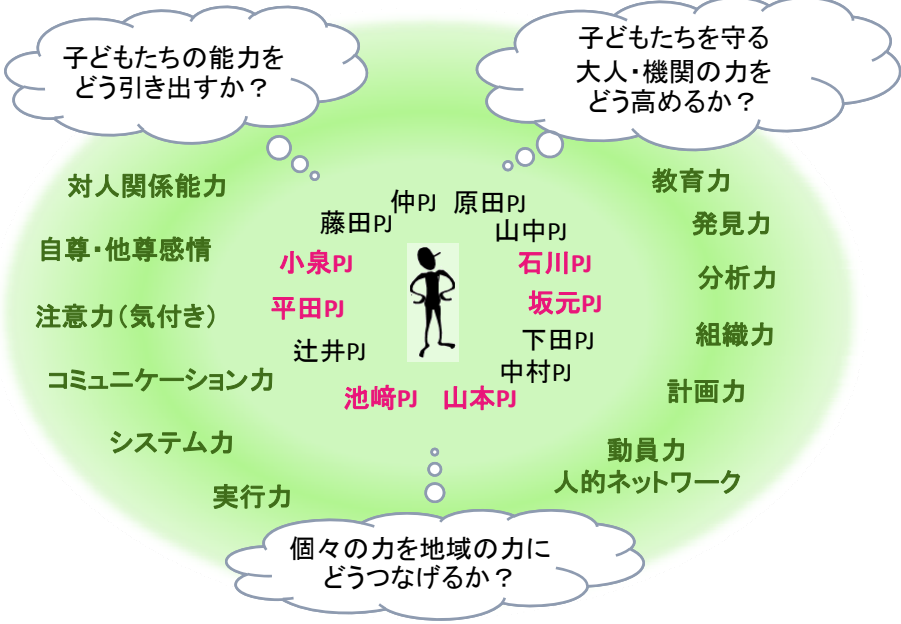 子どもたちの能力を
どう引き出すか？
子どもたちを守る
大人・機関の力を
どう高めるか？
対人関係能力
自尊・他尊感情
注意力（気付き）
コミュニケーション力
システム力
実行力
仲PJ
原田PJ
藤田PJ
山中PJ
小泉PJ
石川PJ
平田PJ
坂元PJ
辻井PJ
下田PJ
中村PJ
池﨑PJ
山本PJ
教育力
発見力
分析力
組織力
計画力
動員力
人的ネットワーク
個々の力を地域の力に
どうつなげるか？